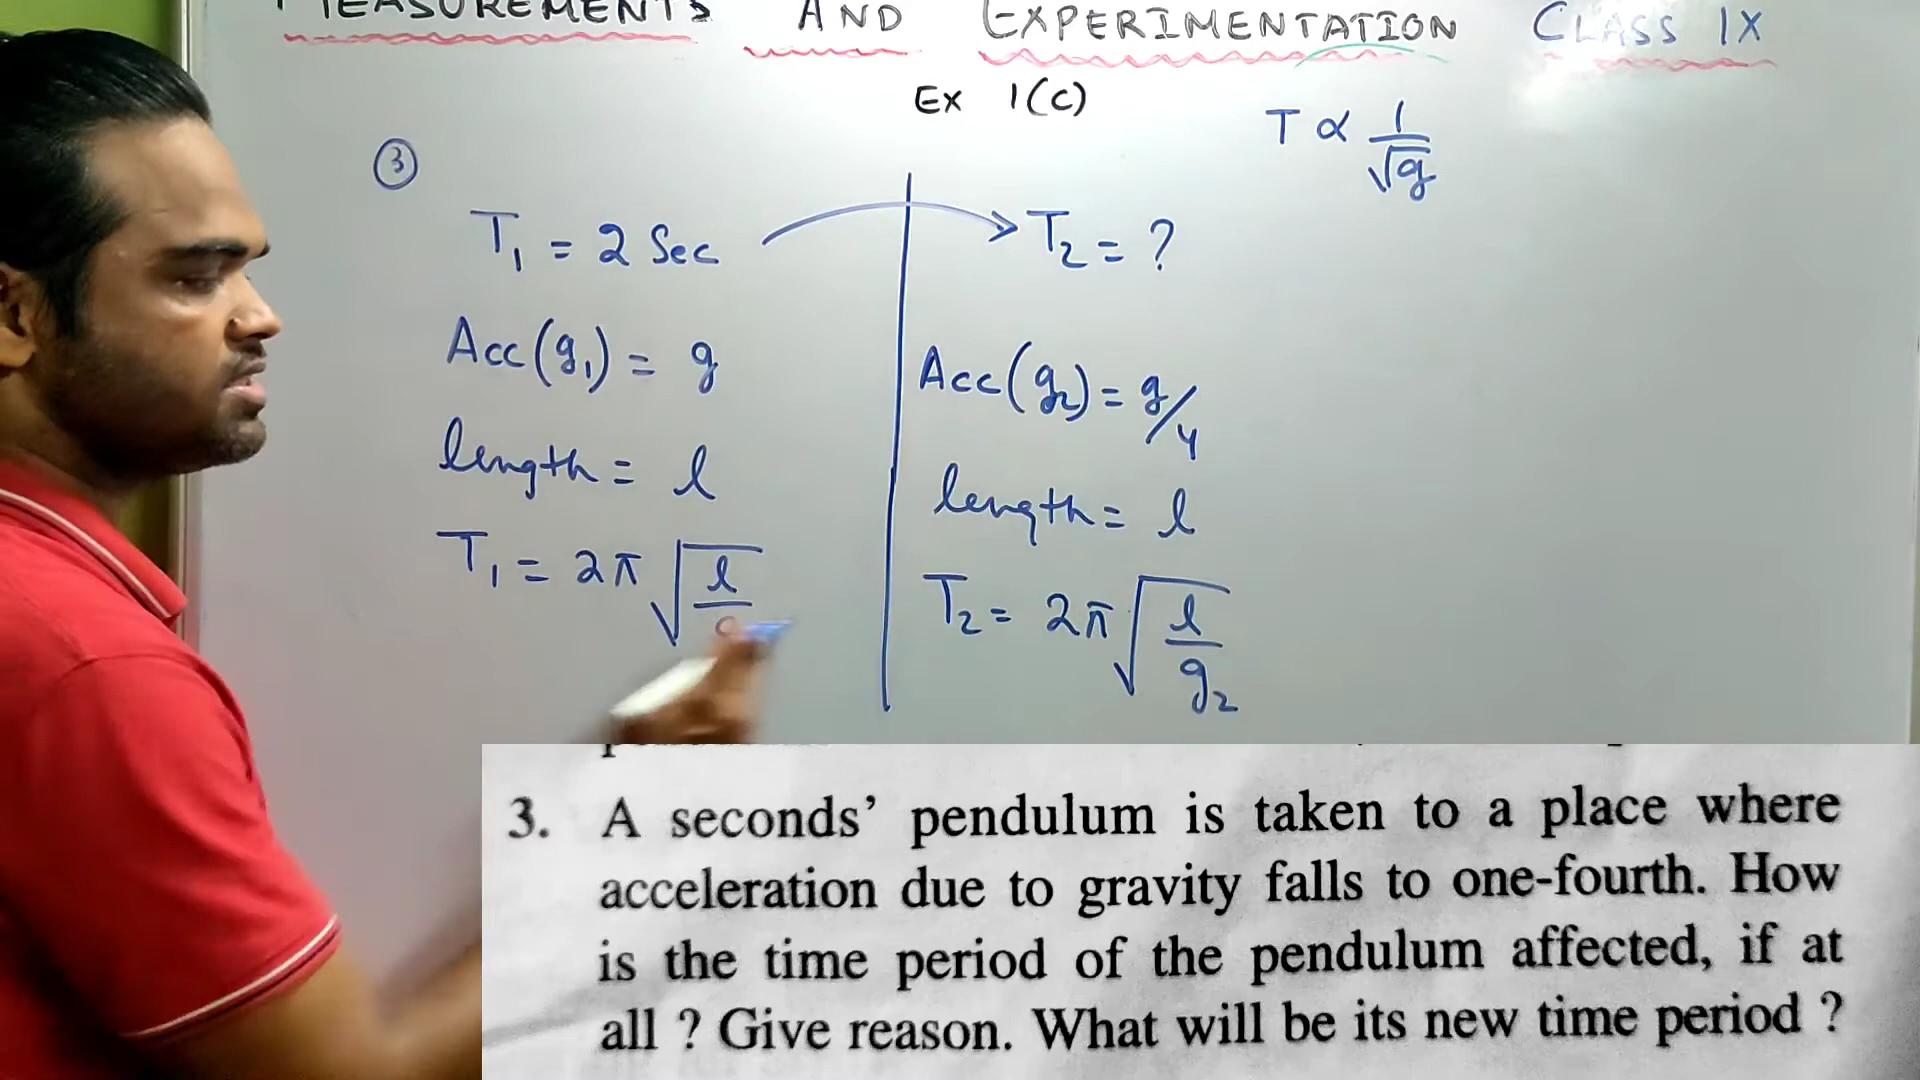 MEASUREMENTS AND EXPERIMENTATION CLASS IX
Ex 1(C)
T ∝ 1/√g
③
T₁ = 2 Sec
Acc(g₁) = g
length = l
T₁ = 2π √(l/g
T₂ = ?
Acc(g₂) = g/4
length = l
T₂ = 2π √(l/g₂)
3. A seconds’ pendulum is taken to a place where
acceleration due to gravity falls to one-fourth. How
is the time period of the pendulum affected, if at
all ? Give reason. What will be its new time period ?